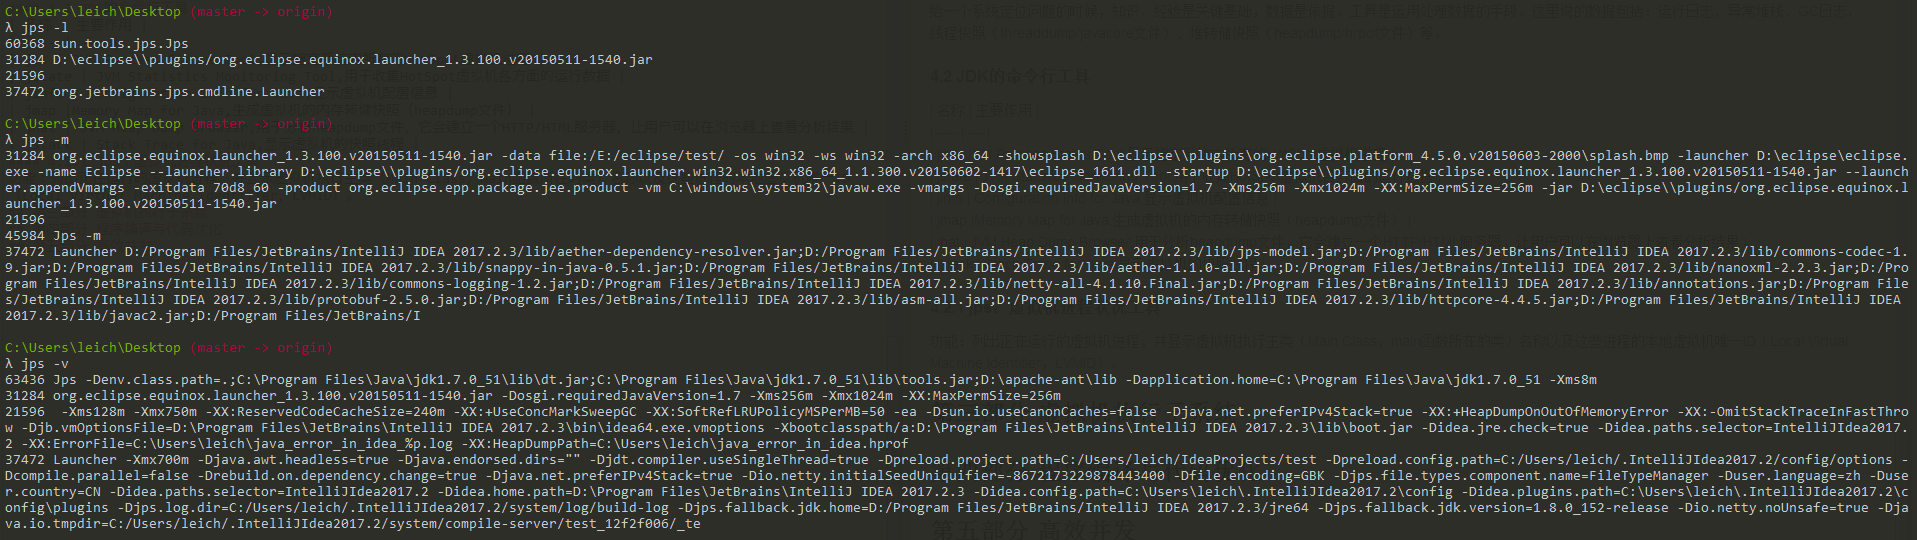 C:\Users\leich\Desktop (master -> origin)
λ jps -l
60368 sun.tools.jps.Jps
31284 D:\eclipse\\plugins/org.eclipse.equinox.launcher_1.3.100.v20150511-1540.jar
21596
37472 org.jetbrains.jps.cmdline.Launcher
C:\Users\leich\Desktop (master -> origin)
λ jps -m
31284 org.eclipse.equinox.launcher_1.3.100.v20150511-1540.jar -data file:/E:/eclipse/test/ -os win32 -ws win32 -arch x86_64 -showsplash D:\eclipse\\plugins\org.eclipse.platform_4.5.0.v20150603-2000\splash.bmp -launcher D:\eclipse\eclipse.
exe -name Eclipse --launcher.library D:\eclipse\\plugins/org.eclipse.equinox.launcher.win32.win32.x86_64_1.1.300.v20150602-1417\eclipse_1611.dll -startup D:\eclipse\\plugins/org.eclipse.equinox.launcher_1.3.100.v20150511-1540.jar --launch
er.appendVmargs -exitdata 70d8_60 -product org.eclipse.epp.package.jee.product -vm C:\windows\system32\javaw.exe -vmargs -Dosgi.requiredJavaVersion=1.7 -Xms256m -Xmx1024m -XX:MaxPermSize=256m -jar D:\eclipse\\plugins/org.eclipse.equinox.l
auncher_1.3.100.v20150511-1540.jar
21596
45984 Jps -m
37472 Launcher D:/Program Files/JetBrains/IntelliJ IDEA 2017.2.3/lib/aether-dependency-resolver.jar;D:/Program Files/JetBrains/IntelliJ IDEA 2017.2.3/lib/jps-model.jar;D:/Program Files/JetBrains/IntelliJ IDEA 2017.2.3/lib/commons-codec-1.
9.jar;D:/Program Files/JetBrains/IntelliJ IDEA 2017.2.3/lib/snappy-in-java-0.5.1.jar;D:/Program Files/JetBrains/IntelliJ IDEA 2017.2.3/lib/aether-1.1.0-all.jar;D:/Program Files/JetBrains/IntelliJ IDEA 2017.2.3/lib/nanoxml-2.2.3.jar;D:/Pro
gram Files/JetBrains/IntelliJ IDEA 2017.2.3/lib/commons-logging-1.2.jar;D:/Program Files/JetBrains/IntelliJ IDEA 2017.2.3/lib/netty-all-4.1.10.Final.jar;D:/Program Files/JetBrains/IntelliJ IDEA 2017.2.3/lib/annotations.jar;D:/Program File
s/JetBrains/IntelliJ IDEA 2017.2.3/lib/protobuf-2.5.0.jar;D:/Program Files/JetBrains/IntelliJ IDEA 2017.2.3/lib/asm-all.jar;D:/Program Files/JetBrains/IntelliJ IDEA 2017.2.3/lib/httpcore-4.4.5.jar;D:/Program Files/JetBrains/IntelliJ IDEA
2017.2.3/lib/javac2.jar;D:/Program Files/JetBrains/I
C:\Users\leich\Desktop (master -> origin)
λ jps -v
63436 Jps -Denv.class.path=.;C:\Program Files\Java\jdk1.7.0_51\lib\dt.jar;C:\Program Files\Java\jdk1.7.0_51\lib\tools.jar;D:\apache-ant\lib -Dapplication.home=C:\Program Files\Java\jdk1.7.0_51 -Xms8m
31284 org.eclipse.equinox.launcher_1.3.100.v20150511-1540.jar -Dosgi.requiredJavaVersion=1.7 -Xms256m -Xmx1024m -XX:MaxPermSize=256m
21596  -Xms128m -Xmx750m -XX:ReservedCodeCacheSize=240m -XX:+UseConcMarkSweepGC -XX:SoftRefLRUPolicyMSPerMB=50 -ea -Dsun.io.useCanonCaches=false -Djava.net.preferIPv4Stack=true -XX:+HeapDumpOnOutOfMemoryError -XX:-OmitStackTraceInFastThro
w -Djb.vmOptionsFile=D:\Program Files\JetBrains\IntelliJ IDEA 2017.2.3\bin\idea64.exe.vmoptions -Xbootclasspath/a:D:\Program Files\JetBrains\IntelliJ IDEA 2017.2.3\lib\boot.jar -Didea.jre.check=true -Didea.paths.selector=IntelliJIdea2017.
2 -XX:ErrorFile=C:\Users\leich\java_error_in_idea_%p.log -XX:HeapDumpPath=C:\Users\leich\java_error_in_idea.hprof
37472 Launcher -Xmx700m -Djava.awt.headless=true -Djava.endorsed.dirs="" -Djdt.compiler.useSingleThread=true -Dpreload.project.path=C:/Users/leich/IdeaProjects/test -Dpreload.config.path=C:/Users/leich/.IntelliJIdea2017.2/config/options -
Dcompile.parallel=false -Drebuild.on.dependency.change=true -Djava.net.preferIPv4Stack=true -Dio.netty.initialSeedUniquifier=-8672173229878443400 -Dfile.encoding=GBK -Djps.file.types.component.name=FileTypeManager -Duser.language=zh -Duse
r.country=CN -Didea.paths.selector=IntelliJIdea2017.2 -Didea.home.path=D:\Program Files\JetBrains\IntelliJ IDEA 2017.2.3 -Didea.config.path=C:\Users\leich\.IntelliJIdea2017.2\config -Didea.plugins.path=C:\Users\leich\.IntelliJIdea2017.2\c
onfig\plugins -Djps.log.dir=C:/Users/leich/.IntelliJIdea2017.2/system/log/build-log -Djps.fallback.jdk.home=D:/Program Files/JetBrains/IntelliJ IDEA 2017.2.3/jre64 -Djps.fallback.jdk.version=1.8.0_152-release -Dio.netty.noUnsafe=true -Dja
va.io.tmpdir=C:/Users/leich/.IntelliJIdea2017.2/system/compile-server/test_12f2f006/_te
第五部分 高效并发